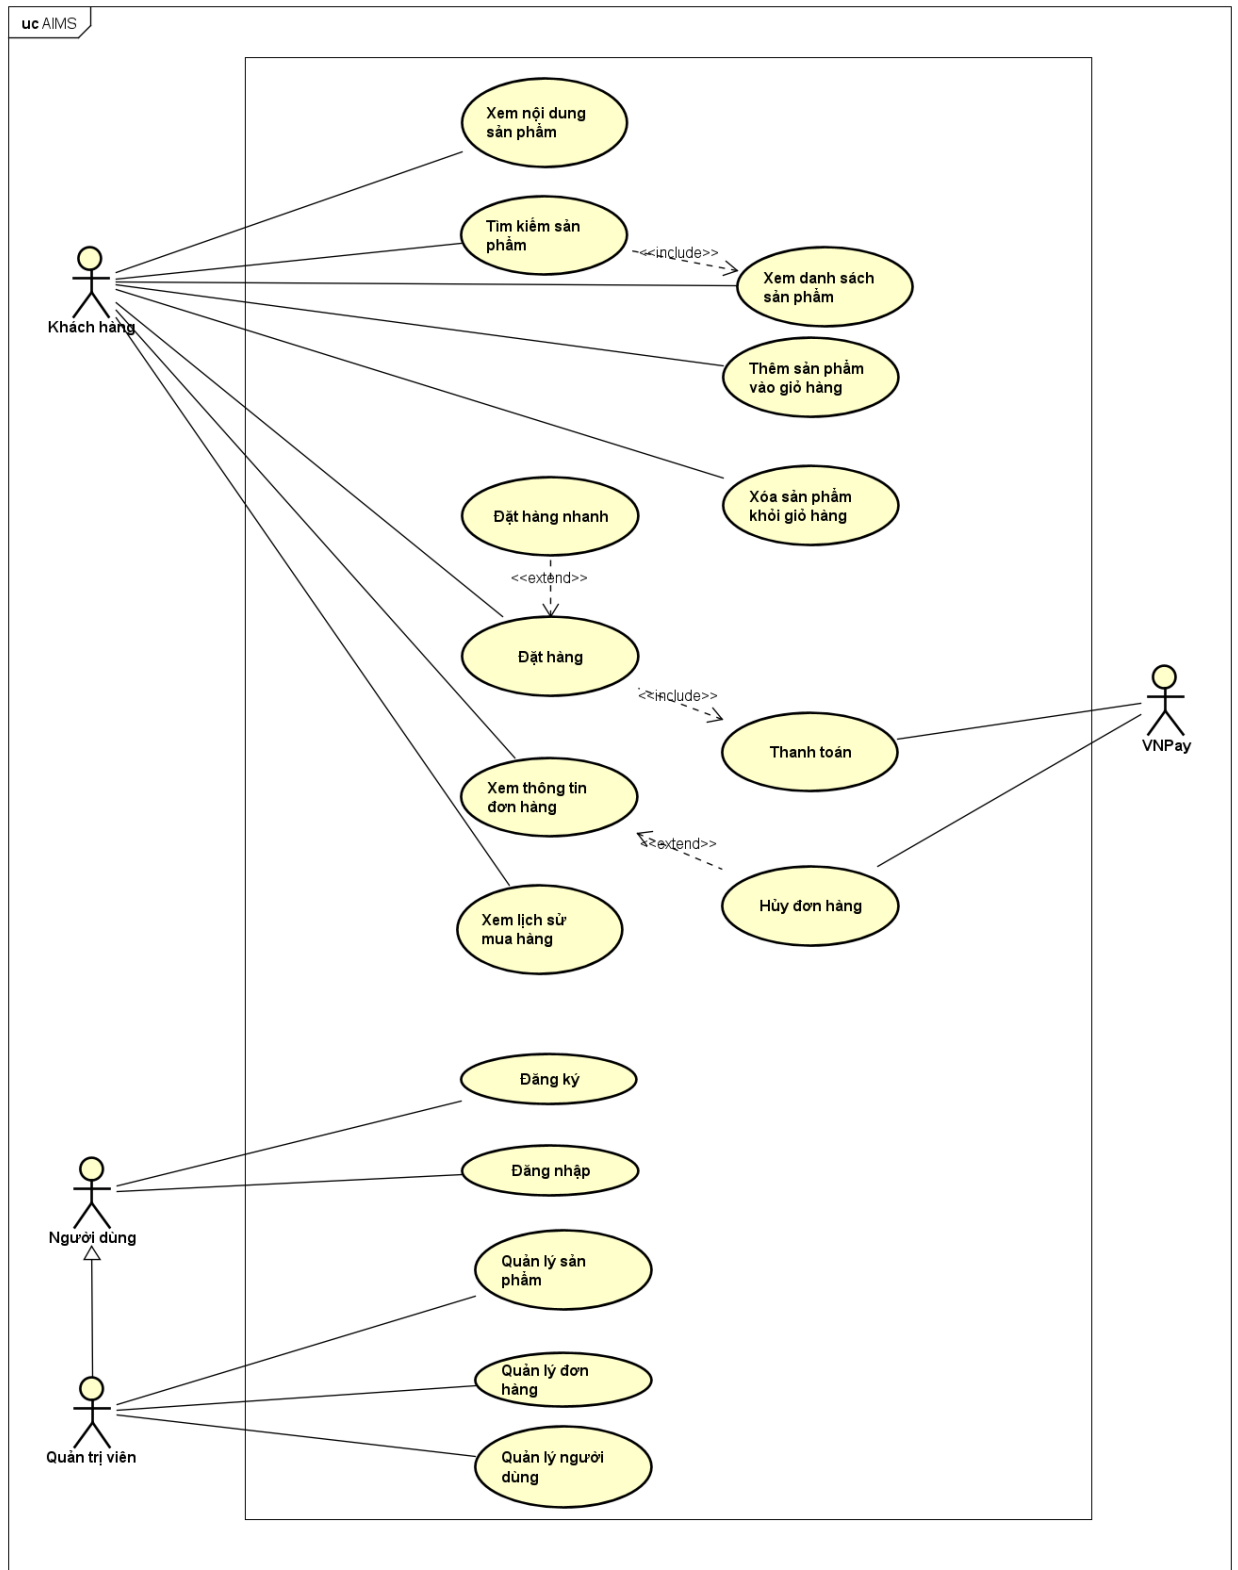 uc AIMS
Xem nội dung
sản phẩm
Tìm kiếm sản
phẩm
<<include>>
Xem danh sách
sản phẩm
Khách hàng
Thêm sản phẩm
vào giỏ hàng
Xóa sản phẩm
khỏi giỏ hàng
Đặt hàng nhanh
<<extend>>
Đặt hàng
<<include>>
Thanh toán
VNPay
Xem thông tin
đơn hàng
<<extend>>
Hủy đơn hàng
Xem lịch sử
mua hàng
Đăng ký
Đăng nhập
Người dùng
Quản lý sản
phẩm
Quản lý đơn
hàng
Quản trị viên
Quản lý người
dùng